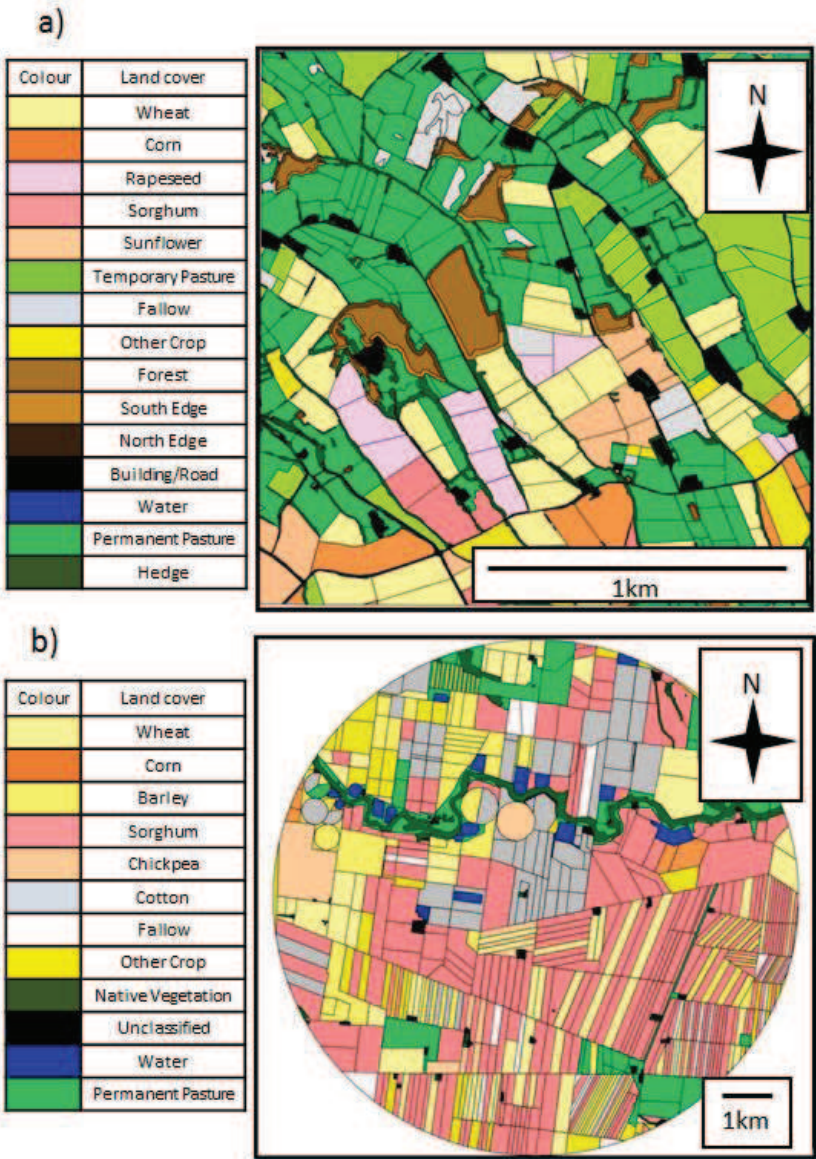 a)
Colour Land cover
Wheat
Corn
Rapeseed
Sorghum
Sunflower
Temporary Pasture
Fallow
Other Crop
Forest
South Edge
North Edge
Building/Road
Water
Permanent Pasture
Hedge
N
1km
b)
Colour Land cover
Wheat
Corn
Barley
Sorghum
Chickpea
Cotton
Fallow
Other Crop
Native Vegetation
Unclassified
Water
Permanent Pasture
N
1km